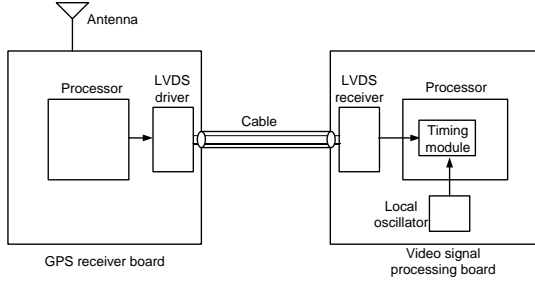 Antenna
Processor
LVDS
driver
Cable
LVDS
receiver
Processor
Timing
module
Local
oscillator
GPS receiver board
Video signal
processing board